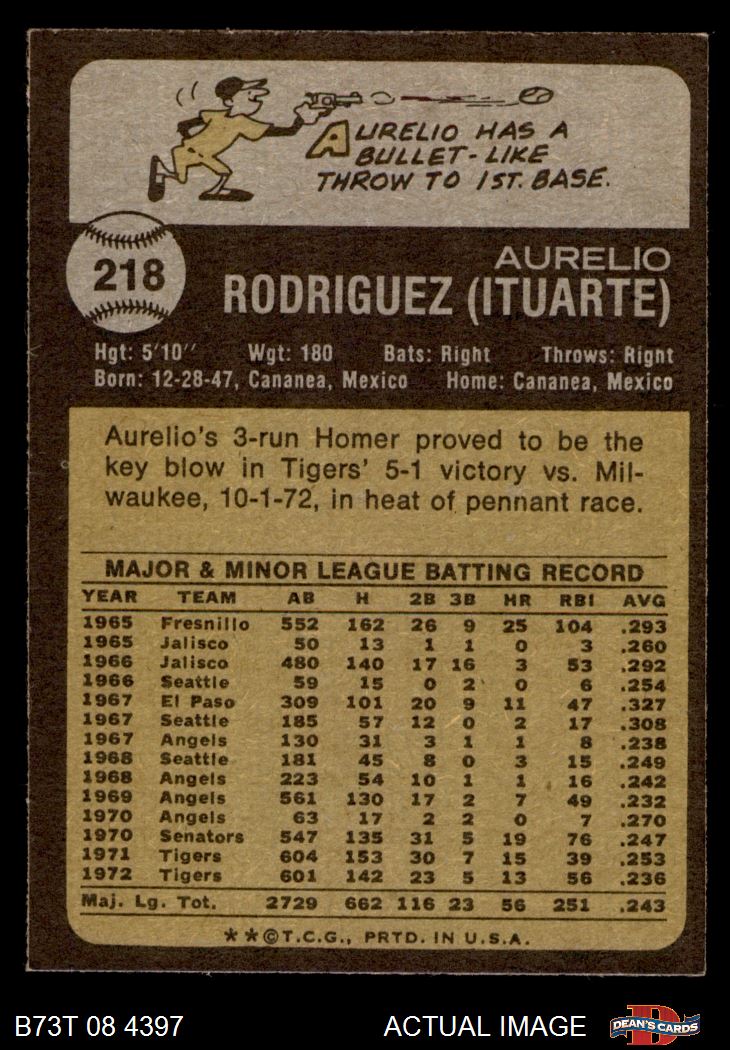 AURELIO HAS A
BULLET-LIKE
THROW TO 1ST. BASE.
218
AURELIO
RODRIGUEZ (ITUARTE)
Hgt: 5'10" Wgt: 180 Bats: Right Throws: Right
Born: 12-28-47, Cananea, Mexico Home: Cananea, Mexico
Aurelio's 3-run Homer proved to be the
key blow in Tigers' 5-1 victory vs. Mil-
waukee, 10-1-72, in heat of pennant race.
MAJOR & MINOR LEAGUE BATTING RECORD
YEAR TEAM AB H 2B 3B HR RBI AVG
1965 Fresnillo 552 162 26 9 25 104 .293
1965 Jalisco 50 13 1 1 0 3 .260
1966 Jalisco 480 140 17 16 3 53 .292
1966 Seattle 59 15 0 2 0 6 .254
1967 El Paso 309 101 20 9 11 47 .327
1967 Seattle 185 57 12 0 2 17 .308
1967 Angels 130 31 3 1 1 8 .238
1968 Seattle 181 45 8 0 3 15 .249
1968 Angels 223 54 10 1 1 16 .242
1969 Angels 561 130 17 2 7 49 .232
1970 Angels 63 17 2 2 0 7 .270
1970 Senators 547 135 31 5 19 76 .247
1971 Tigers 604 153 30 7 15 39 .253
1972 Tigers 601 142 23 5 13 56 .236
Maj. Lg. Tot. 2729 662 116 23 56 251 .243
**©T.C.G., PRTD. IN U.S.A.
B73T 08 4397 ACTUAL IMAGE
D
DEAN'S CARDS